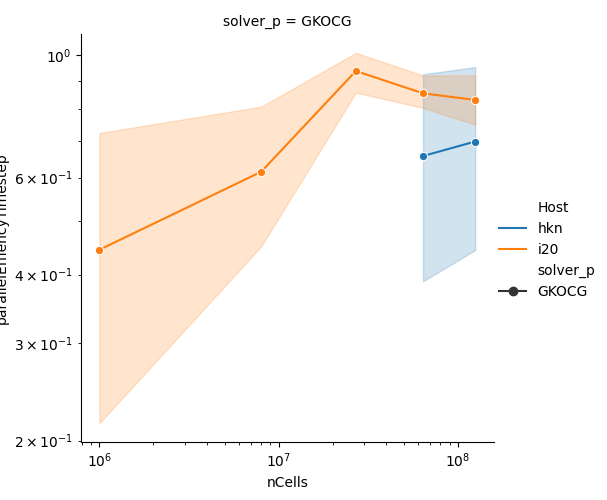 solver_p = GKOCG
10^0
6 × 10^-1
4 × 10^-1
3 × 10^-1
2 × 10^-1
10^6
10^7
10^8
nCells
Host
hkn
i20
solver_p
GKOCG